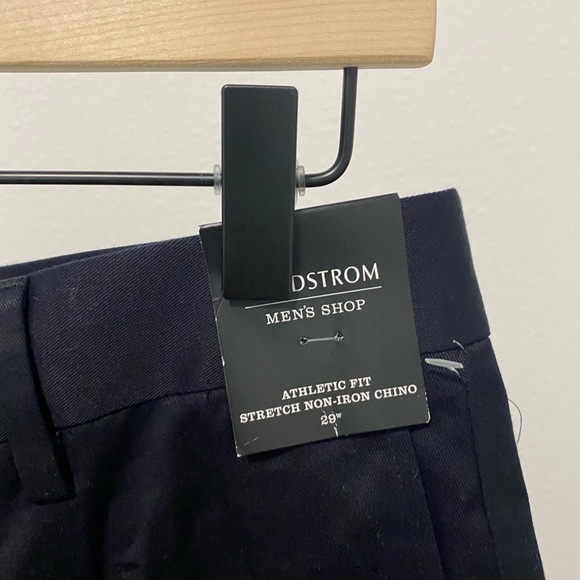 DSTROM
MEN'S SHOP
ATHLETIC FIT
STRETCH NON-IRON CHINO
29W